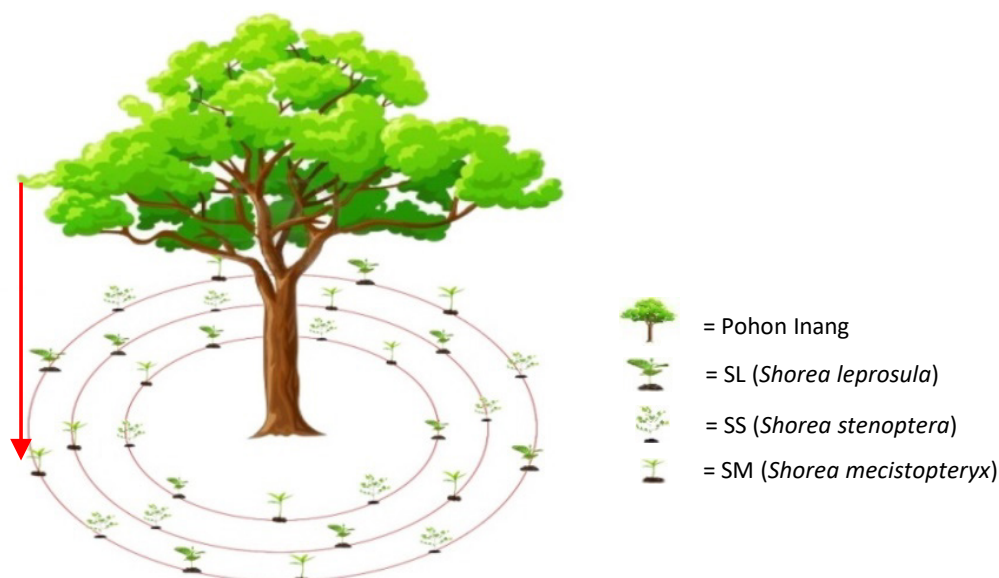 = Pohon Inang
= SL (Shorea leprosula)
= SS (Shorea stenoptera)
= SM (Shorea mecistopteryx)